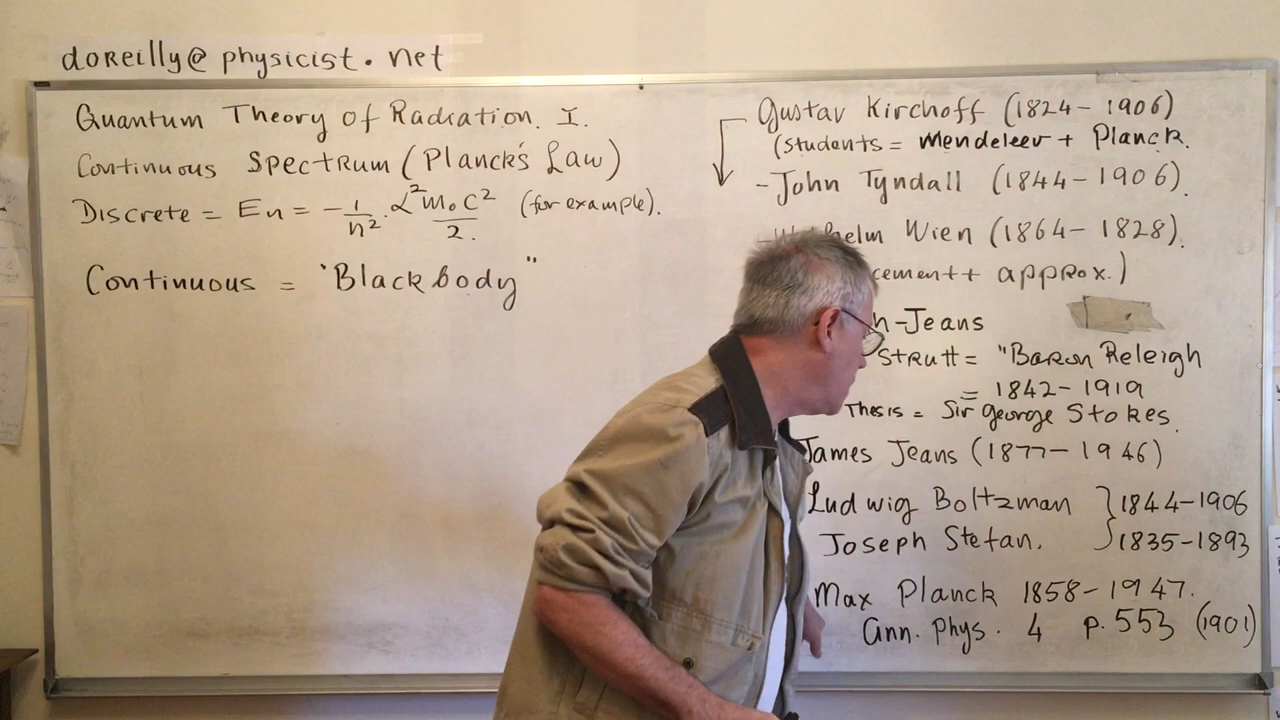 doreilly@physicist.net
Quantum Theory of Radiation. I.
Continuous Spectrum (Planck's Law)
Discrete = En = -1/n². α²m₀c²/2. (for example).
Continuous = "Blackbody"
Gustav Kirchoff (1824-1906)
(students = Mendeleev + Planck.
-John Tyndall (1844-1906).
Wien (1864-1828).
approx.)
-Jeans
Strutt = "Baron Releigh
= 1842-1919
Thesis = Sir George Stokes.
James Jeans (1877-1946)
Ludwig Boltzman } 1844-1906
Joseph Stefan. 1835-1893
Max Planck 1858-1947.
Ann. Phys. 4 p.553 (1901)